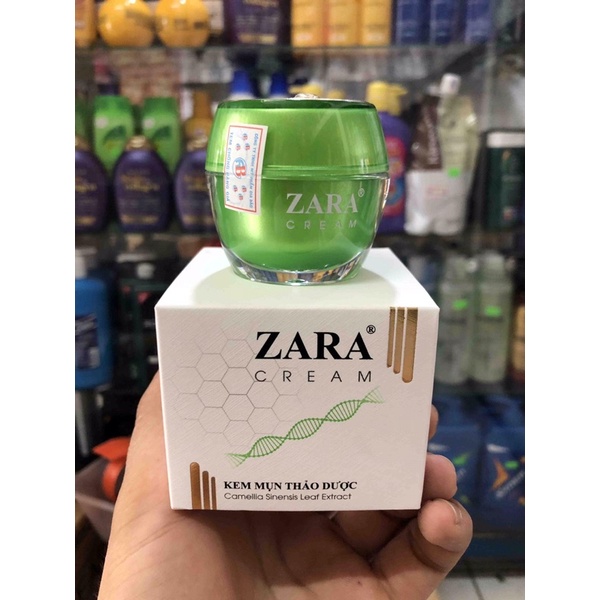 ZARA®
CREAM
ZARA®
CREAM
KEM MỤN THẢO DƯỢC
Camellia Sinensis Leaf Extract